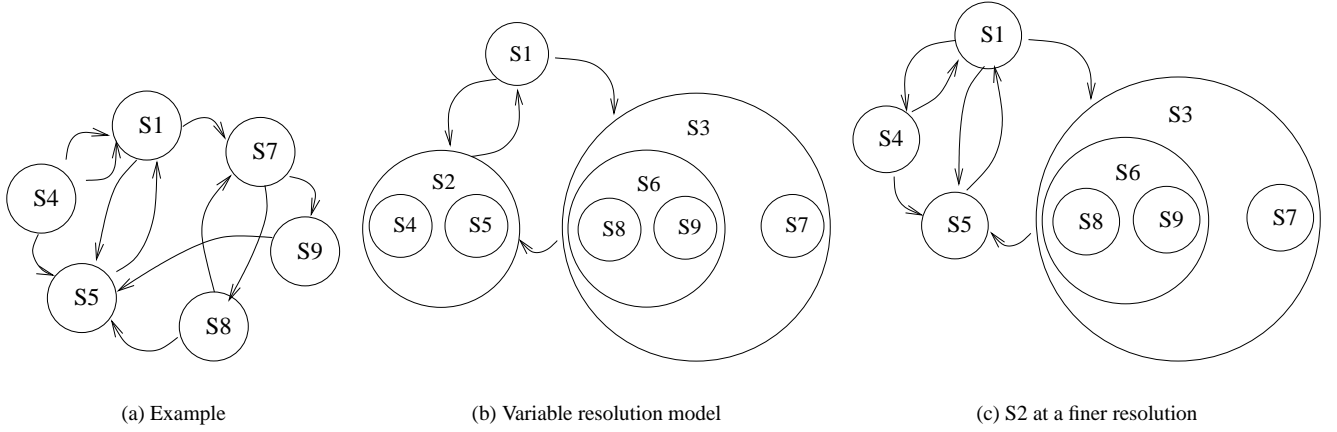 S1
S7
S4
S9
S5
S8
(a) Example
S1
S3
S2
S6
S4
S5
S8
S9
S7
(b) Variable resolution model
S1
S3
S4
S6
S5
S8
S9
S7
(c) S2 at a finer resolution